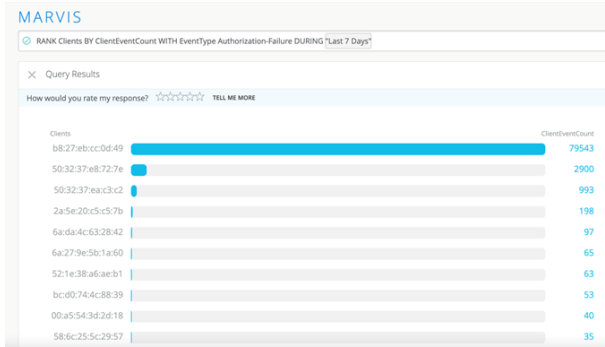 MARVIS
RANK Clients BY ClientEventCount WITH EventType Authorization-Failure DURING "Last 7 Days"
Query Results
How would you rate my response? TELL ME MORE
Clients ClientEventCount
b8:27:eb:cc:0d:49 79543
50:32:37:e8:72:7e 2900
50:32:37:ea:c3:c2 993
2a:5e:20:c5:c5:7b 198
6a:da:4c:63:28:42 97
6a:27:9e:5b:1a:60 65
52:1e:38:a6:ae:b1 63
bc:d0:74:4c:88:39 53
00:a5:54:3d:2d:18 40
58:6c:25:5c:29:57 35